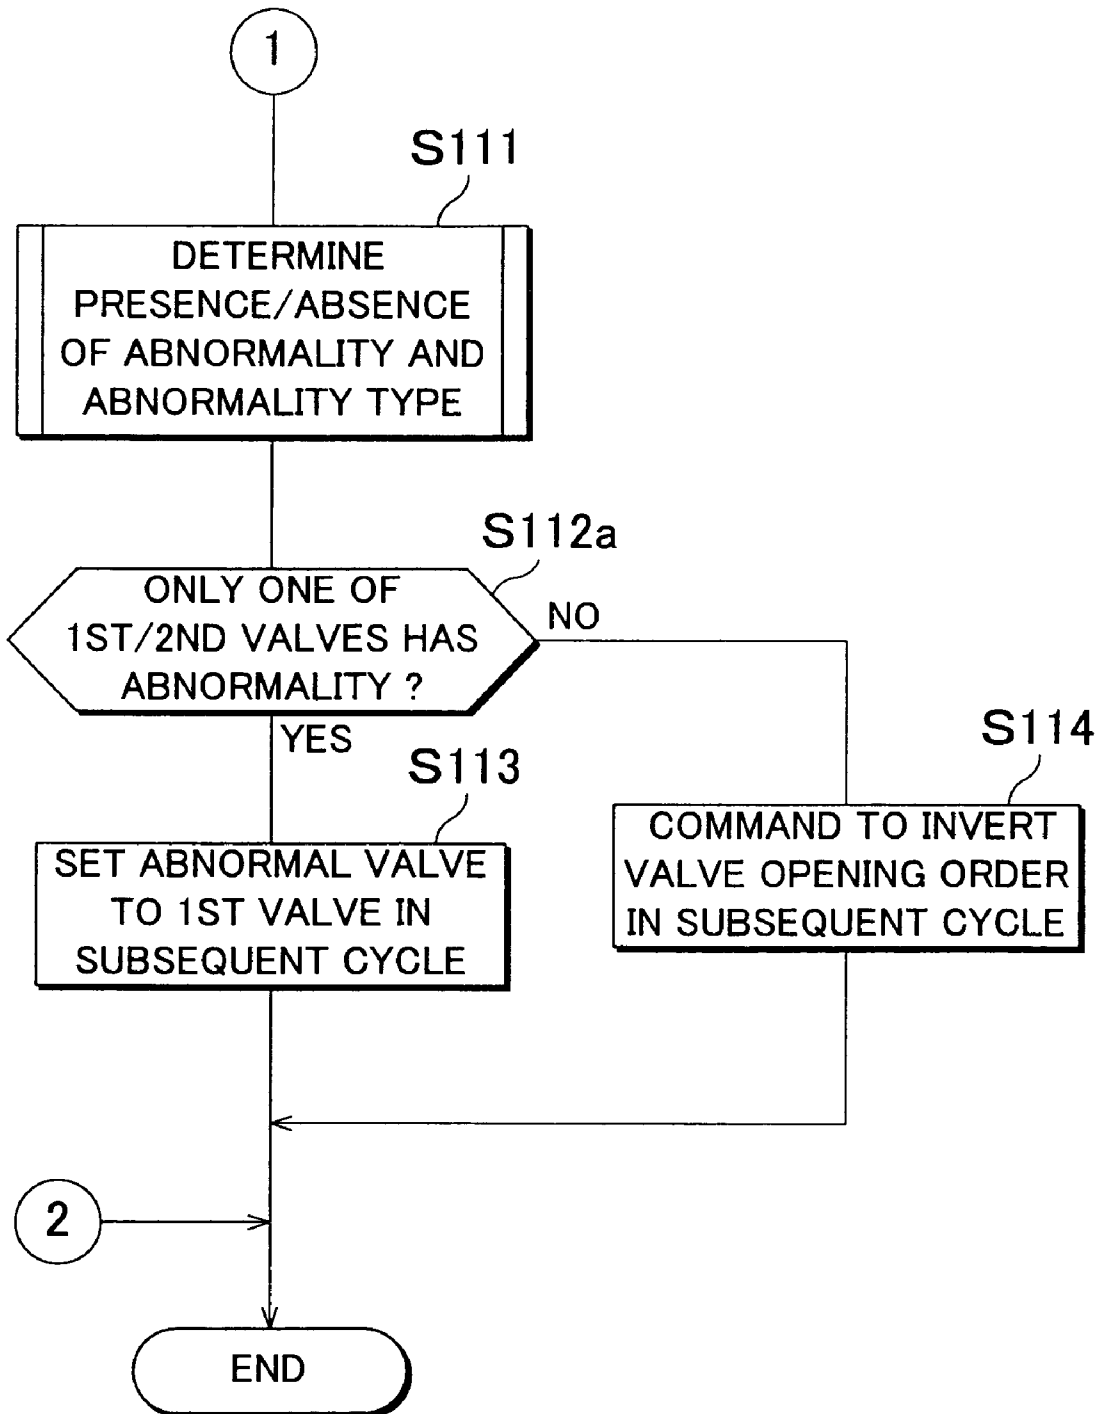 1
S111
DETERMINE
PRESENCE/ABSENCE
OF ABNORMALITY AND
ABNORMALITY TYPE
S112a
ONLY ONE OF
1ST/2ND VALVES HAS
ABNORMALITY ?
NO
YES
S113
SET ABNORMAL VALVE
TO 1ST VALVE IN
SUBSEQUENT CYCLE
S114
COMMAND TO INVERT
VALVE OPENING ORDER
IN SUBSEQUENT CYCLE
2
END